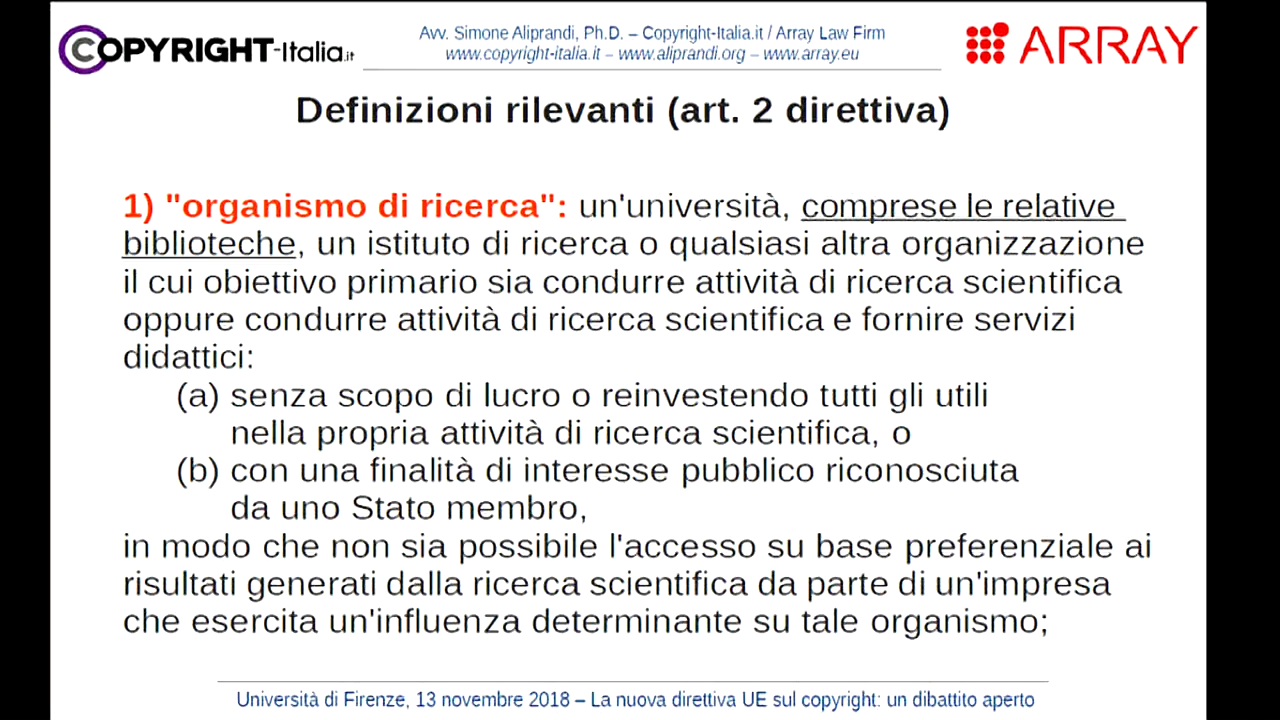 COPYRIGHT-Italia.it
Avv. Simone Aliprandi, Ph.D. – Copyright-Italia.it / Array Law Firm
www.copyright-italia.it – www.aliprandi.org – www.array.eu
ARRAY
Definizioni rilevanti (art. 2 direttiva)
1) "organismo di ricerca": un'università, comprese le relative
biblioteche, un istituto di ricerca o qualsiasi altra organizzazione
il cui obiettivo primario sia condurre attività di ricerca scientifica
oppure condurre attività di ricerca scientifica e fornire servizi
didattici:
(a) senza scopo di lucro o reinvestendo tutti gli utili
nella propria attività di ricerca scientifica, o
(b) con una finalità di interesse pubblico riconosciuta
da uno Stato membro,
in modo che non sia possibile l'accesso su base preferenziale ai
risultati generati dalla ricerca scientifica da parte di un'impresa
che esercita un'influenza determinante su tale organismo;
Università di Firenze, 13 novembre 2018 – La nuova direttiva UE sul copyright: un dibattito aperto